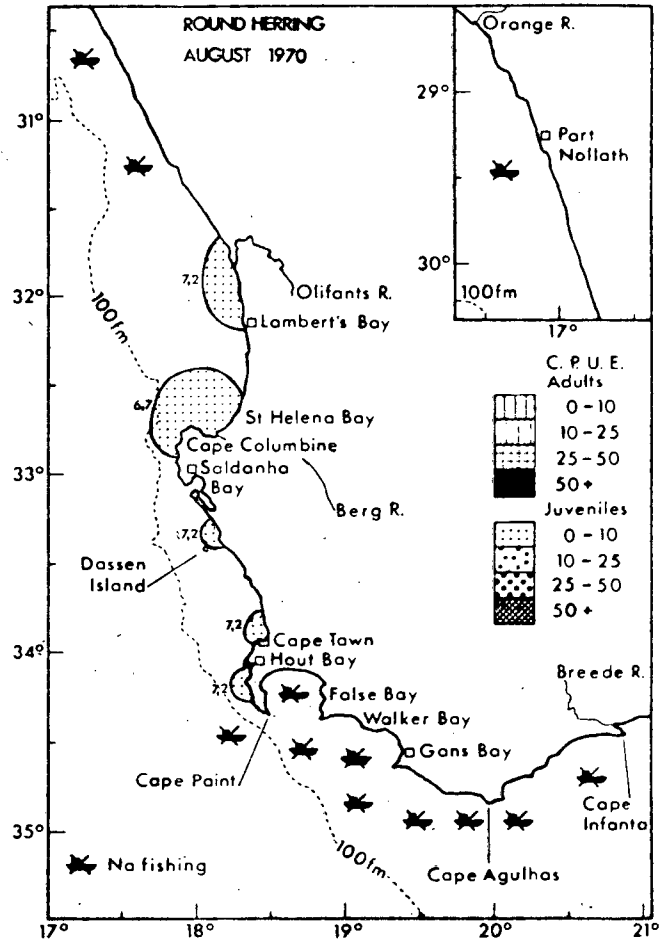 ROUND HERRING
AUGUST 1970
Orange R.
29°
Part
Nollath
30°
100fm
17°
31°
7,2
Olifants R.
32°
100fm
Lambert's Bay
C. P. U. E.
Adults
0-10
10-25
25-50
50+
Juveniles
0-10
10-25
25-50
50+
6,7
St Helena Bay
Cape Columbine
33°
Saldanha
Bay
Berg R.
7,2
Dassen
Island
7,2
34°
Cape Town
Hout Bay
7,2
Breede R.
False Bay
Walker Bay
Gans Bay
Cape Paint
Cape
Infanta
35°
100fm
Na fishing
Cape Agulhas
17°
18°
19°
20°
21°